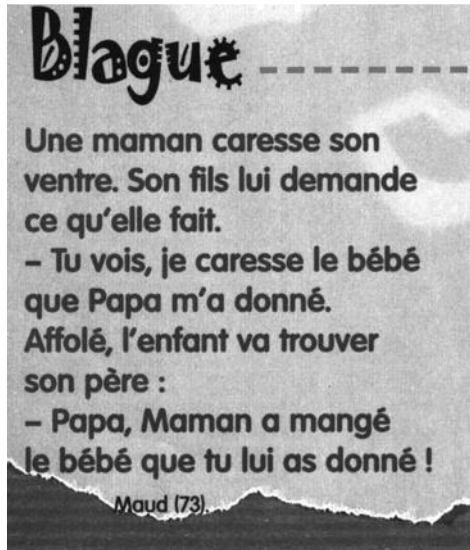 Blague
Une maman caresse son
ventre. Son fils lui demande
ce qu'elle fait.
– Tu vois, je caresse le bébé
que Papa m'a donné.
Affolé, l'enfant va trouver
son père :
– Papa, Maman a mangé
le bébé que tu lui as donné !
Maud (73).